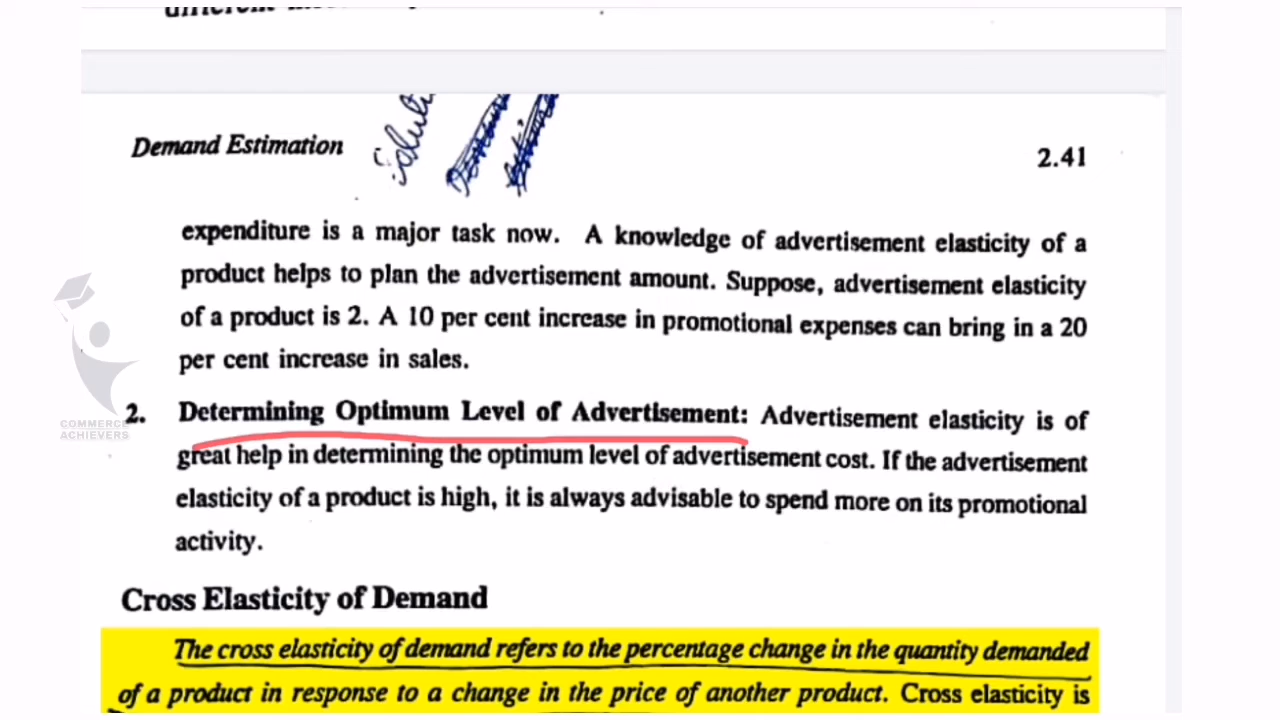 Demand Estimation
2.41
expenditure is a major task now. A knowledge of advertisement elasticity of a
product helps to plan the advertisement amount. Suppose, advertisement elasticity
of a product is 2. A 10 per cent increase in promotional expenses can bring in a 20
per cent increase in sales.
2. Determining Optimum Level of Advertisement: Advertisement elasticity is of
great help in determining the optimum level of advertisement cost. If the advertisement
elasticity of a product is high, it is always advisable to spend more on its promotional
activity.
COMMERCE
ACHIEVERS
Cross Elasticity of Demand
The cross elasticity of demand refers to the percentage change in the quantity demanded
of a product in response to a change in the price of another product. Cross elasticity is